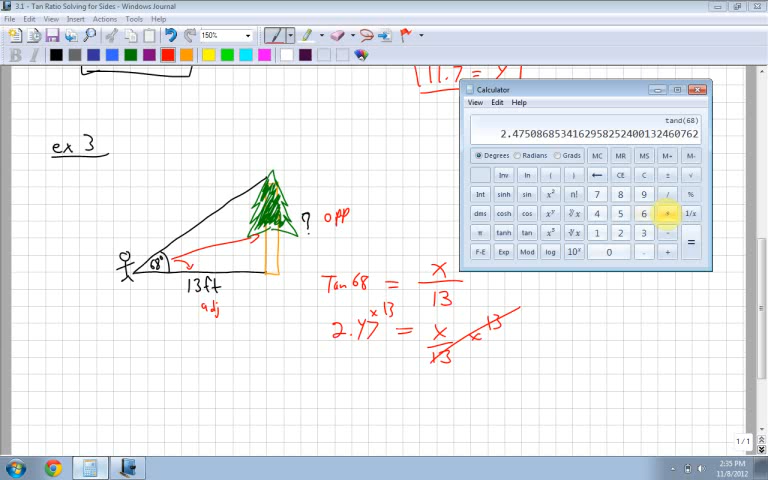 3.1 - Tan Ratio Solving for Sides - Windows Journal
File Edit View Insert Actions Tools Help
150%
11.7 = y
Calculator
View Edit Help
tand(68)
2.4750868534162958252400132460762
Degrees Radians Grads MC MR MS M+ M-
Inv ln ( ) ← CE C ± √
Int sinh sin x² n! 7 8 9 / %
dms cosh cos xʸ ʸ√x 4 5 6 * 1/x
π tanh tan x³ ³√x 1 2 3 - =
F-E Exp Mod log 10ˣ 0 . +
ex 3
? opp
68°
13ft
adj
Tan 68 = x/13
2.47 x 13 = x/13 x 13
1 / 1
2:35 PM
11/8/2012